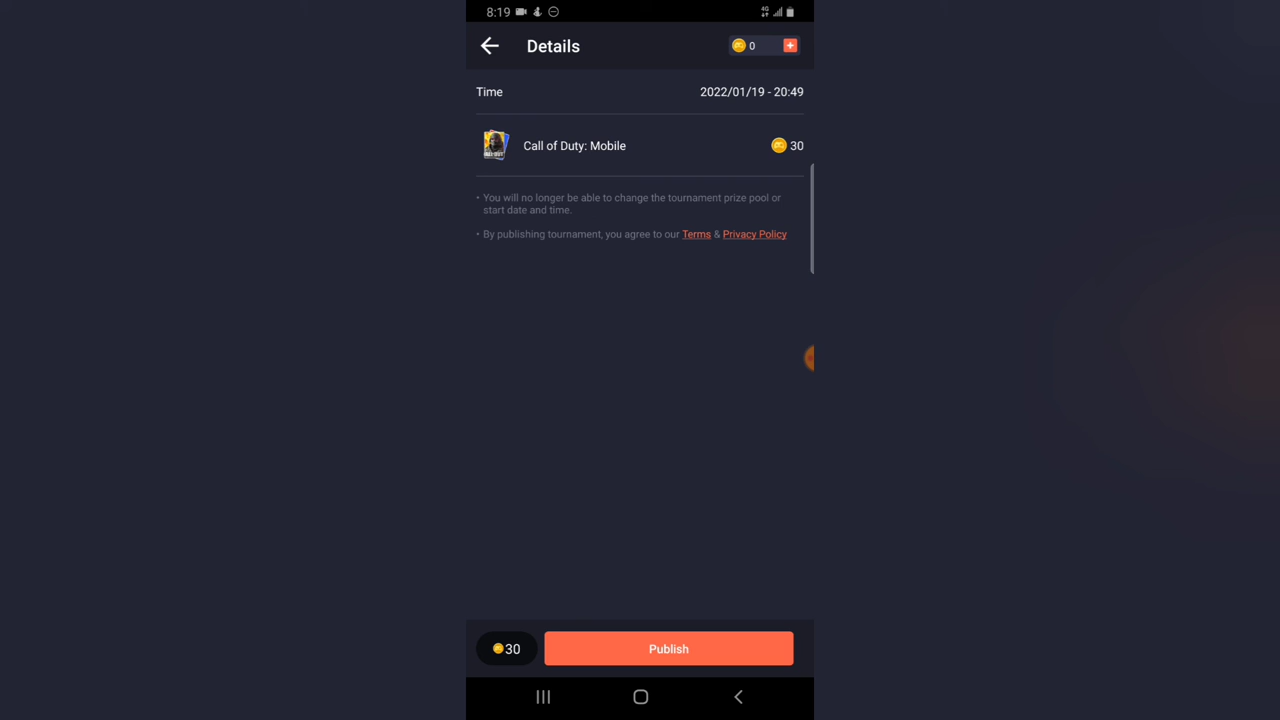 8:19
4G
Details
0
Time
2022/01/19 - 20:49
Call of Duty: Mobile
30
• You will no longer be able to change the tournament prize pool or
start date and time.
• By publishing tournament, you agree to our Terms & Privacy Policy
30
Publish